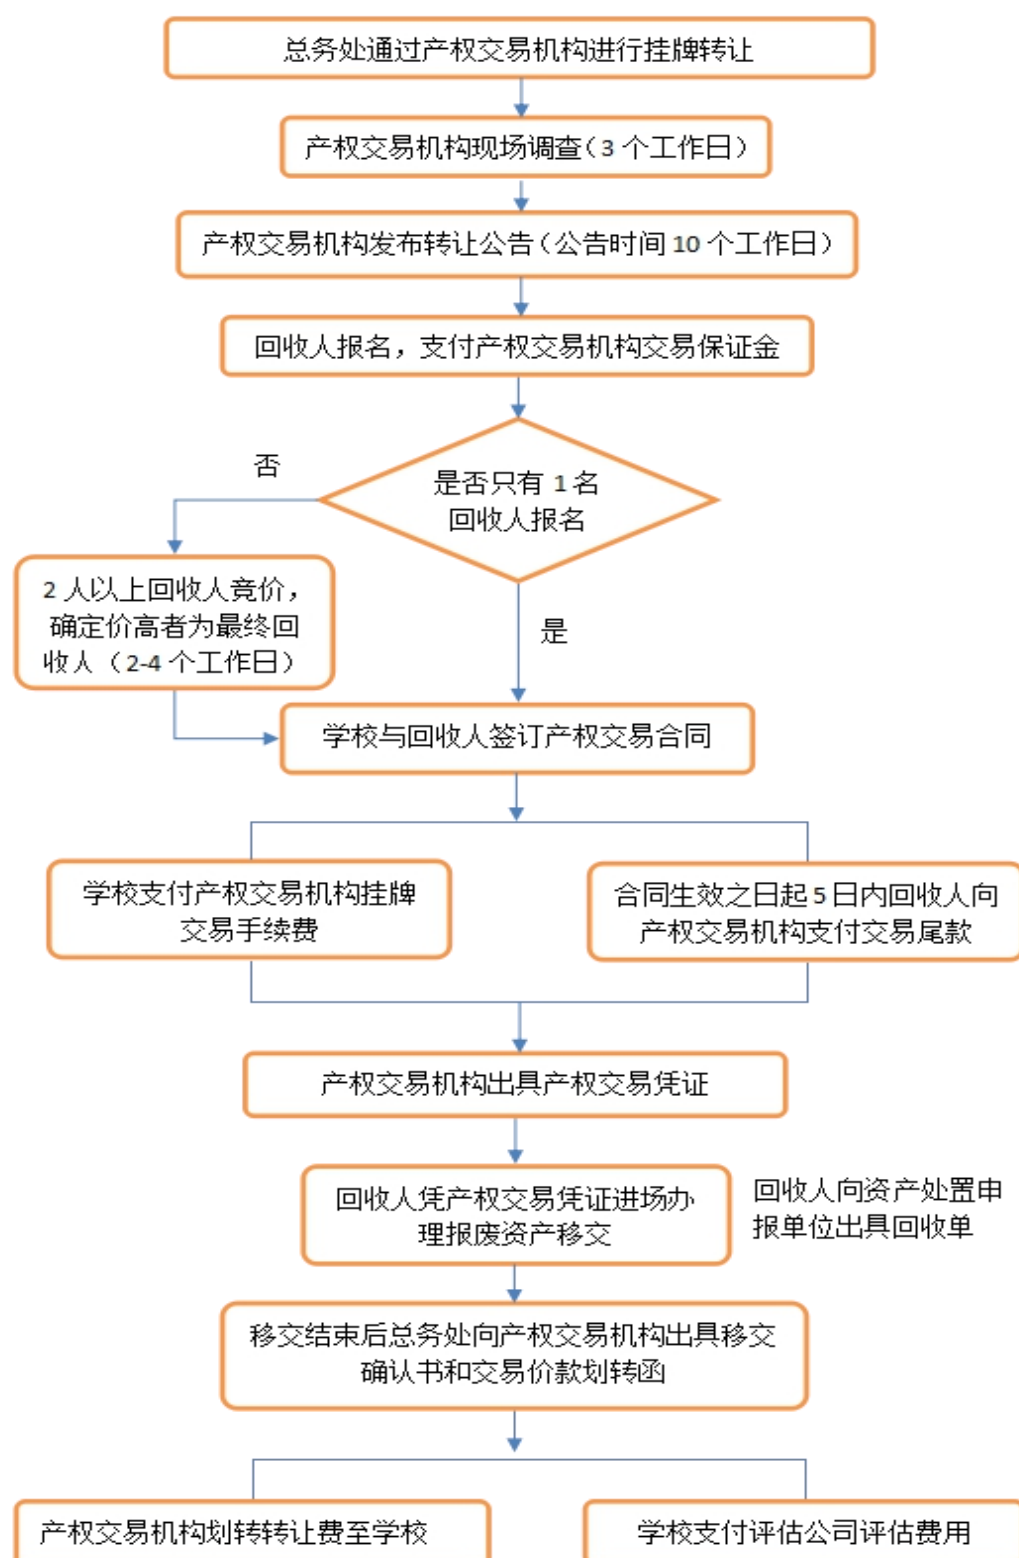 总务处通过产权交易机构进行挂牌转让
产权交易机构现场调查（3 个工作日）
产权交易机构发布转让公告（公告时间 10 个工作日）
回收人报名，支付产权交易机构交易保证金
是否只有 1 名
回收人报名
否
2 人以上回收人竞价，
确定价高者为最终回
收人（2-4 个工作日）
是
学校与回收人签订产权交易合同
学校支付产权交易机构挂牌
交易手续费
合同生效之日起 5 日内回收人向
产权交易机构支付交易尾款
产权交易机构出具产权交易凭证
回收人凭产权交易凭证进场办
理报废资产移交
回收人向资产处置申
报单位出具回收单
移交结束后总务处向产权交易机构出具移交
确认书和交易价款划转函
产权交易机构划转转让费至学校
学校支付评估公司评估费用